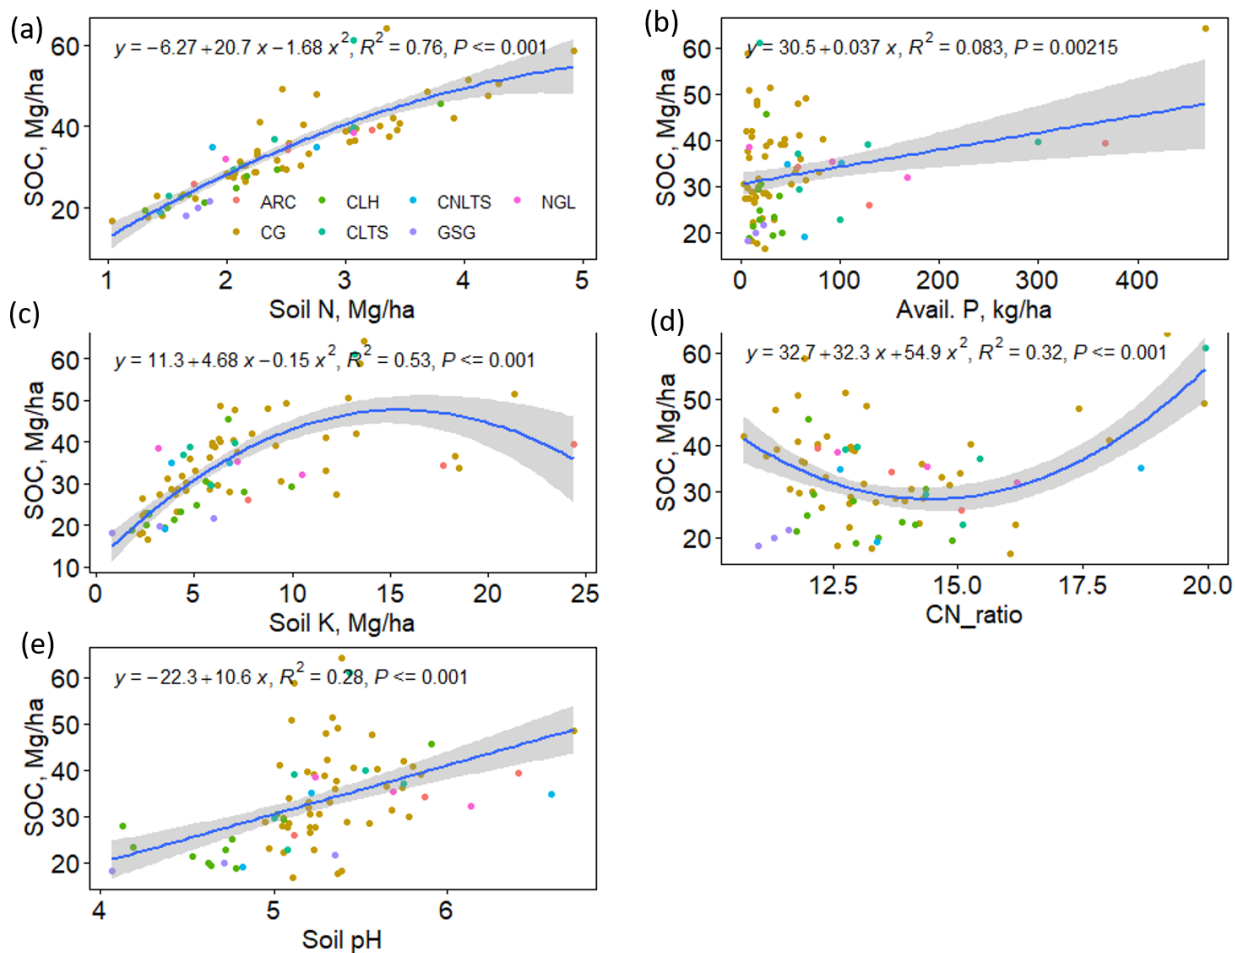 (a)
y = −6.27 + 20.7 x − 1.68 x², R² = 0.76, P <= 0.001
SOC, Mg/ha
60
40
20
ARC CLH CNLTS NGL
CG CLTS GSG
1 2 3 4 5
Soil N, Mg/ha
(b)
y = 30.5 + 0.037 x, R² = 0.083, P = 0.00215
SOC, Mg/ha
60
50
40
30
20
0 100 200 300 400
Avail. P, kg/ha
(c)
y = 11.3 + 4.68 x − 0.15 x², R² = 0.53, P <= 0.001
SOC, Mg/ha
60
50
40
30
20
10
0 5 10 15 20 25
Soil K, Mg/ha
(d)
y = 32.7 + 32.3 x + 54.9 x², R² = 0.32, P <= 0.001
SOC, Mg/ha
60
50
40
30
20
12.5 15.0 17.5 20.0
CN_ratio
(e)
y = −22.3 + 10.6 x, R² = 0.28, P <= 0.001
SOC, Mg/ha
60
50
40
30
20
4 5 6
Soil pH